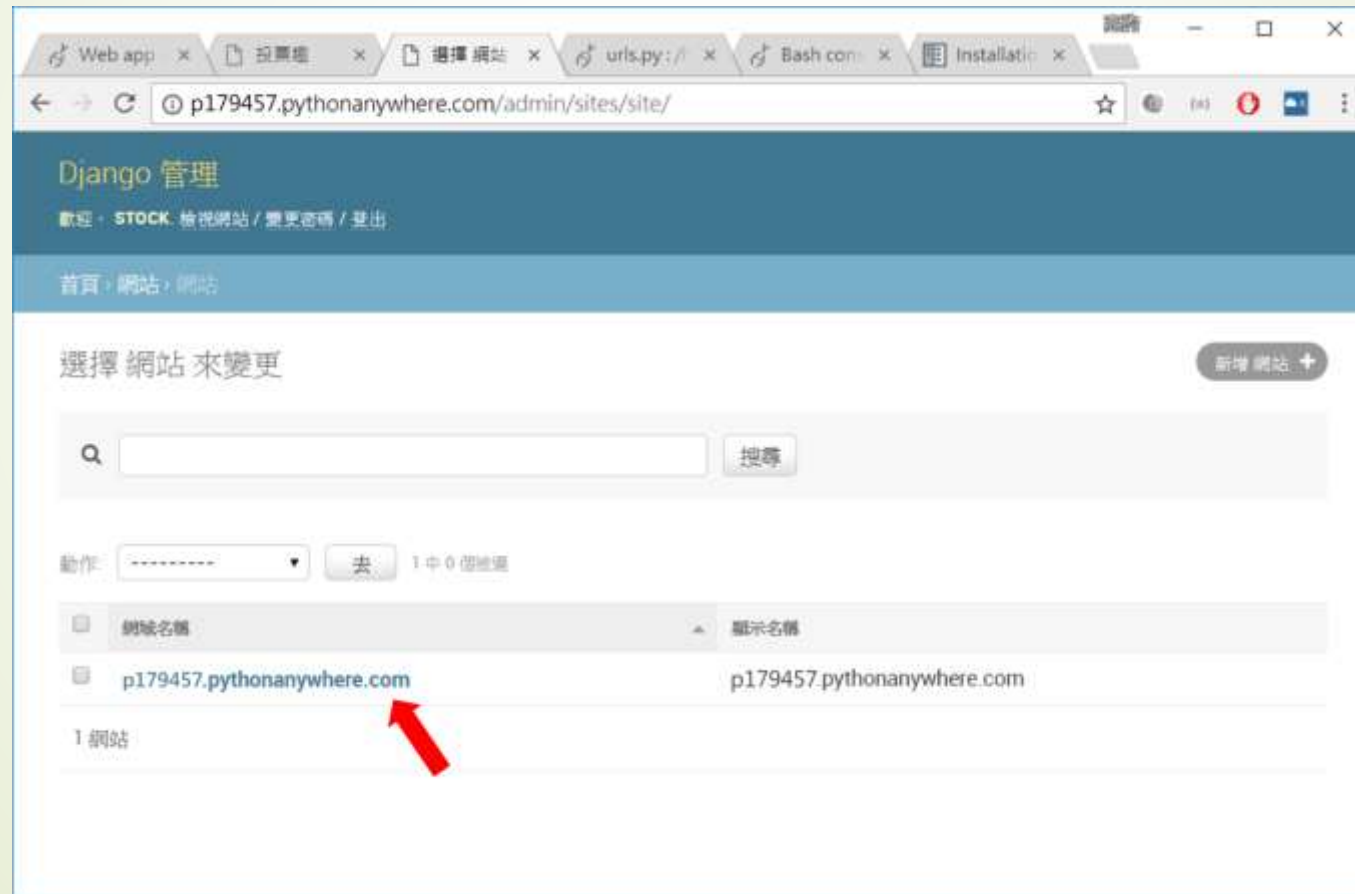 Web app
投票趣
選擇 網站
urls.py : /h
Bash con
Installatio
p179457.pythonanywhere.com/admin/sites/site/
Django 管理
歡迎。 STOCK. 檢視網站 / 變更密碼 / 登出
首頁 › 網站 › 網站
選擇 網站 來變更
新增 網站 +
搜尋
動作: --------- 去 1 中 0 個被選
網域名稱 顯示名稱
p179457.pythonanywhere.com p179457.pythonanywhere.com
1 網站